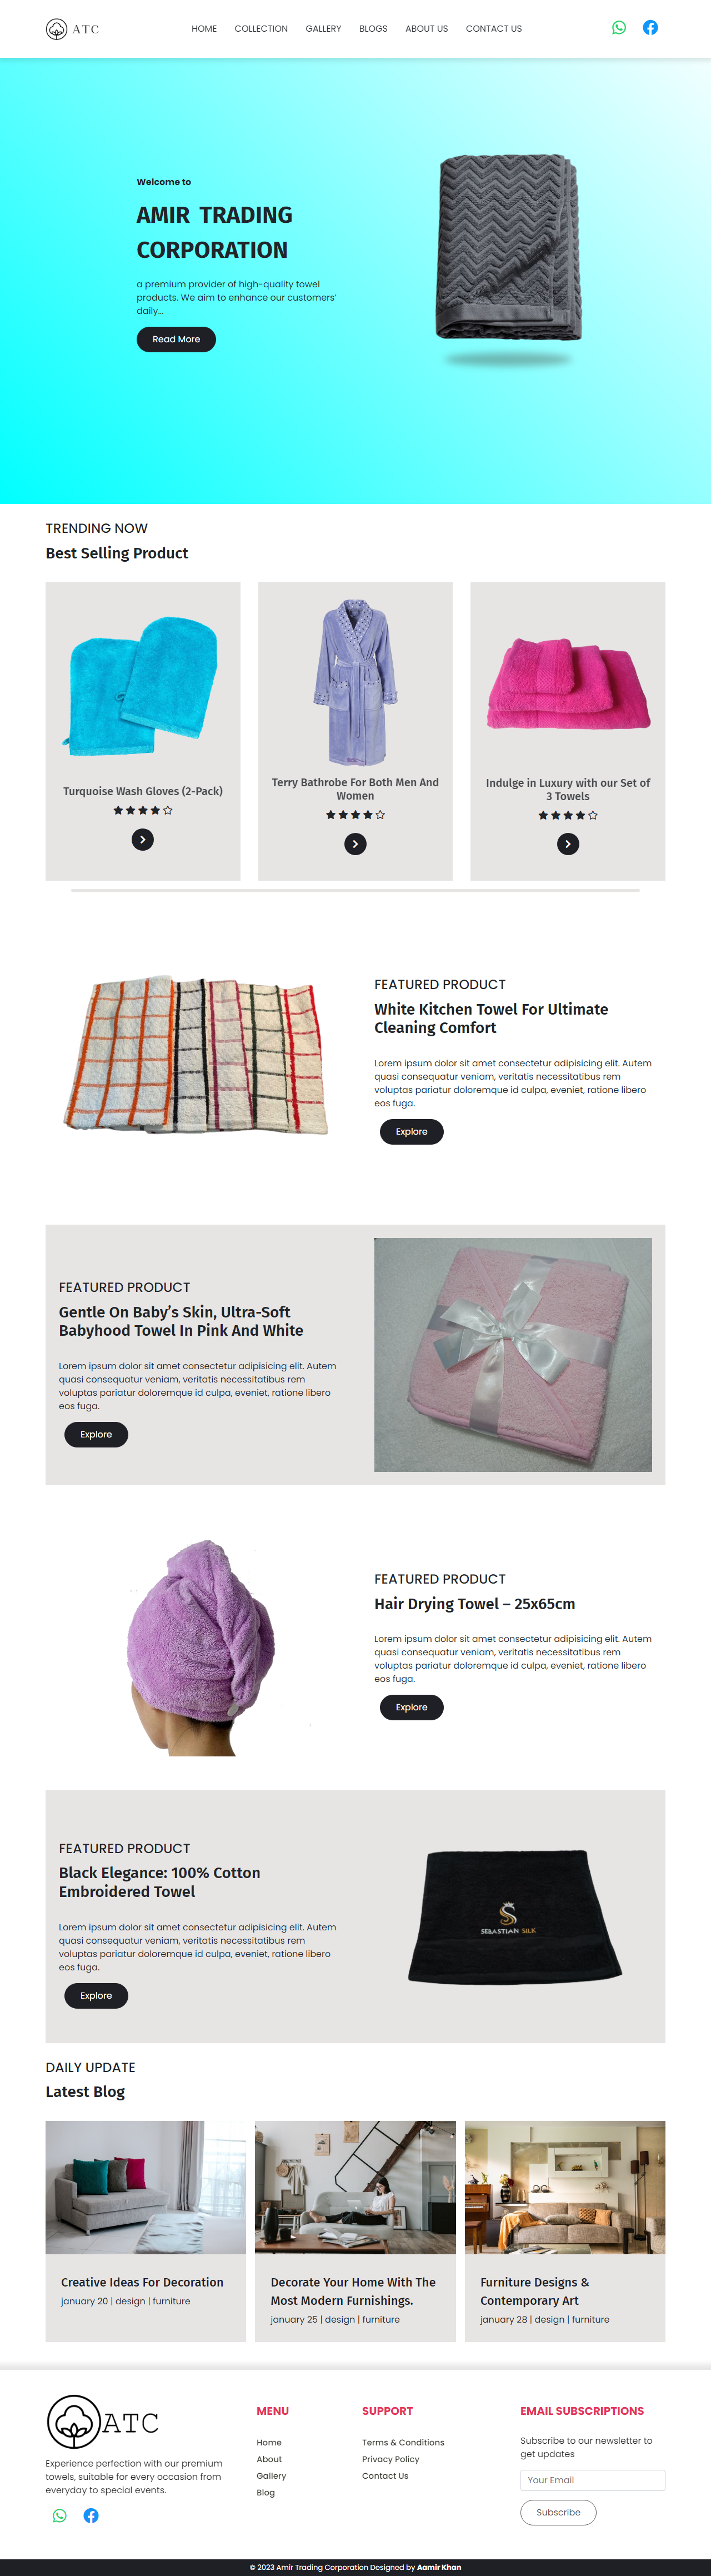 ATC
HOME COLLECTION GALLERY BLOGS ABOUT US CONTACT US
Welcome to
AMIR TRADING
CORPORATION
a premium provider of high-quality towel
products. We aim to enhance our customers'
daily...
Read More
TRENDING NOW
Best Selling Product
Turquoise Wash Gloves (2-Pack)
Terry Bathrobe For Both Men And
Women
Indulge in Luxury with our Set of
3 Towels
FEATURED PRODUCT
White Kitchen Towel For Ultimate
Cleaning Comfort
Lorem ipsum dolor sit amet consectetur adipisicing elit. Autem
quasi consequatur veniam, veritatis necessitatibus rem
voluptas pariatur doloremque id culpa, eveniet, ratione libero
eos fuga.
Explore
FEATURED PRODUCT
Gentle On Baby's Skin, Ultra-Soft
Babyhood Towel In Pink And White
Lorem ipsum dolor sit amet consectetur adipisicing elit. Autem
quasi consequatur veniam, veritatis necessitatibus rem
voluptas pariatur doloremque id culpa, eveniet, ratione libero
eos fuga.
Explore
FEATURED PRODUCT
Hair Drying Towel – 25x65cm
Lorem ipsum dolor sit amet consectetur adipisicing elit. Autem
quasi consequatur veniam, veritatis necessitatibus rem
voluptas pariatur doloremque id culpa, eveniet, ratione libero
eos fuga.
Explore
FEATURED PRODUCT
Black Elegance: 100% Cotton
Embroidered Towel
Lorem ipsum dolor sit amet consectetur adipisicing elit. Autem
quasi consequatur veniam, veritatis necessitatibus rem
voluptas pariatur doloremque id culpa, eveniet, ratione libero
eos fuga.
Explore
S
SEBASTIAN SILK
DAILY UPDATE
Latest Blog
Creative Ideas For Decoration
january 20 | design | furniture
Decorate Your Home With The
Most Modern Furnishings.
january 25 | design | furniture
Furniture Designs &
Contemporary Art
january 28 | design | furniture
ATC
Experience perfection with our premium
towels, suitable for every occasion from
everyday to special events.
MENU
Home
About
Gallery
Blog
SUPPORT
Terms & Conditions
Privacy Policy
Contact Us
EMAIL SUBSCRIPTIONS
Subscribe to our newsletter to
get updates
Your Email
Subscribe
© 2023 Amir Trading Corporation Designed by Aamir Khan